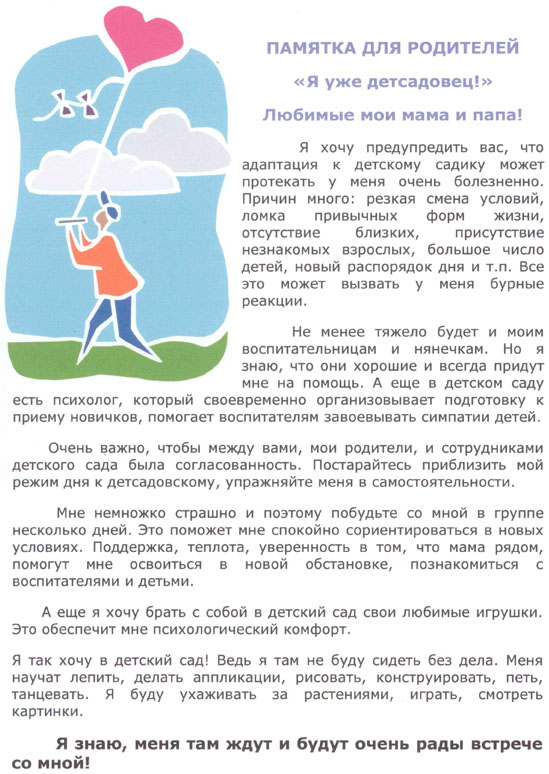 ПАМЯТКА ДЛЯ РОДИТЕЛЕЙ
«Я уже детсадовец!»
Любимые мои мама и папа!
Я хочу предупредить вас, что
адаптация к детскому садику может
протекать у меня очень болезненно.
Причин много: резкая смена условий,
ломка привычных форм жизни,
отсутствие близких, присутствие
незнакомых взрослых, большое число
детей, новый распорядок дня и т.п. Все
это может вызвать у меня бурные
реакции.
Не менее тяжело будет и моим
воспитательницам и нянечкам. Но я
знаю, что они хорошие и всегда придут
мне на помощь. А еще в детском саду
есть психолог, который своевременно организовывает подготовку к
приему новичков, помогает воспитателям завоевывать симпатии детей.
Очень важно, чтобы между вами, мои родители, и сотрудниками
детского сада была согласованность. Постарайтесь приблизить мой
режим дня к детсадовскому, упражняйте меня в самостоятельности.
Мне немножко страшно и поэтому побудьте со мной в группе
несколько дней. Это поможет мне спокойно сориентироваться в новых
условиях. Поддержка, теплота, уверенность в том, что мама рядом,
помогут мне освоиться в новой обстановке, познакомиться с
воспитателями и детьми.
А еще я хочу брать с собой в детский сад свои любимые игрушки.
Это обеспечит мне психологический комфорт.
Я так хочу в детский сад! Ведь я там не буду сидеть без дела. Меня
научат лепить, делать аппликации, рисовать, конструировать, петь,
танцевать. Я буду ухаживать за растениями, играть, смотреть
картинки.
Я знаю, меня там ждут и будут очень рады встрече
со мной!